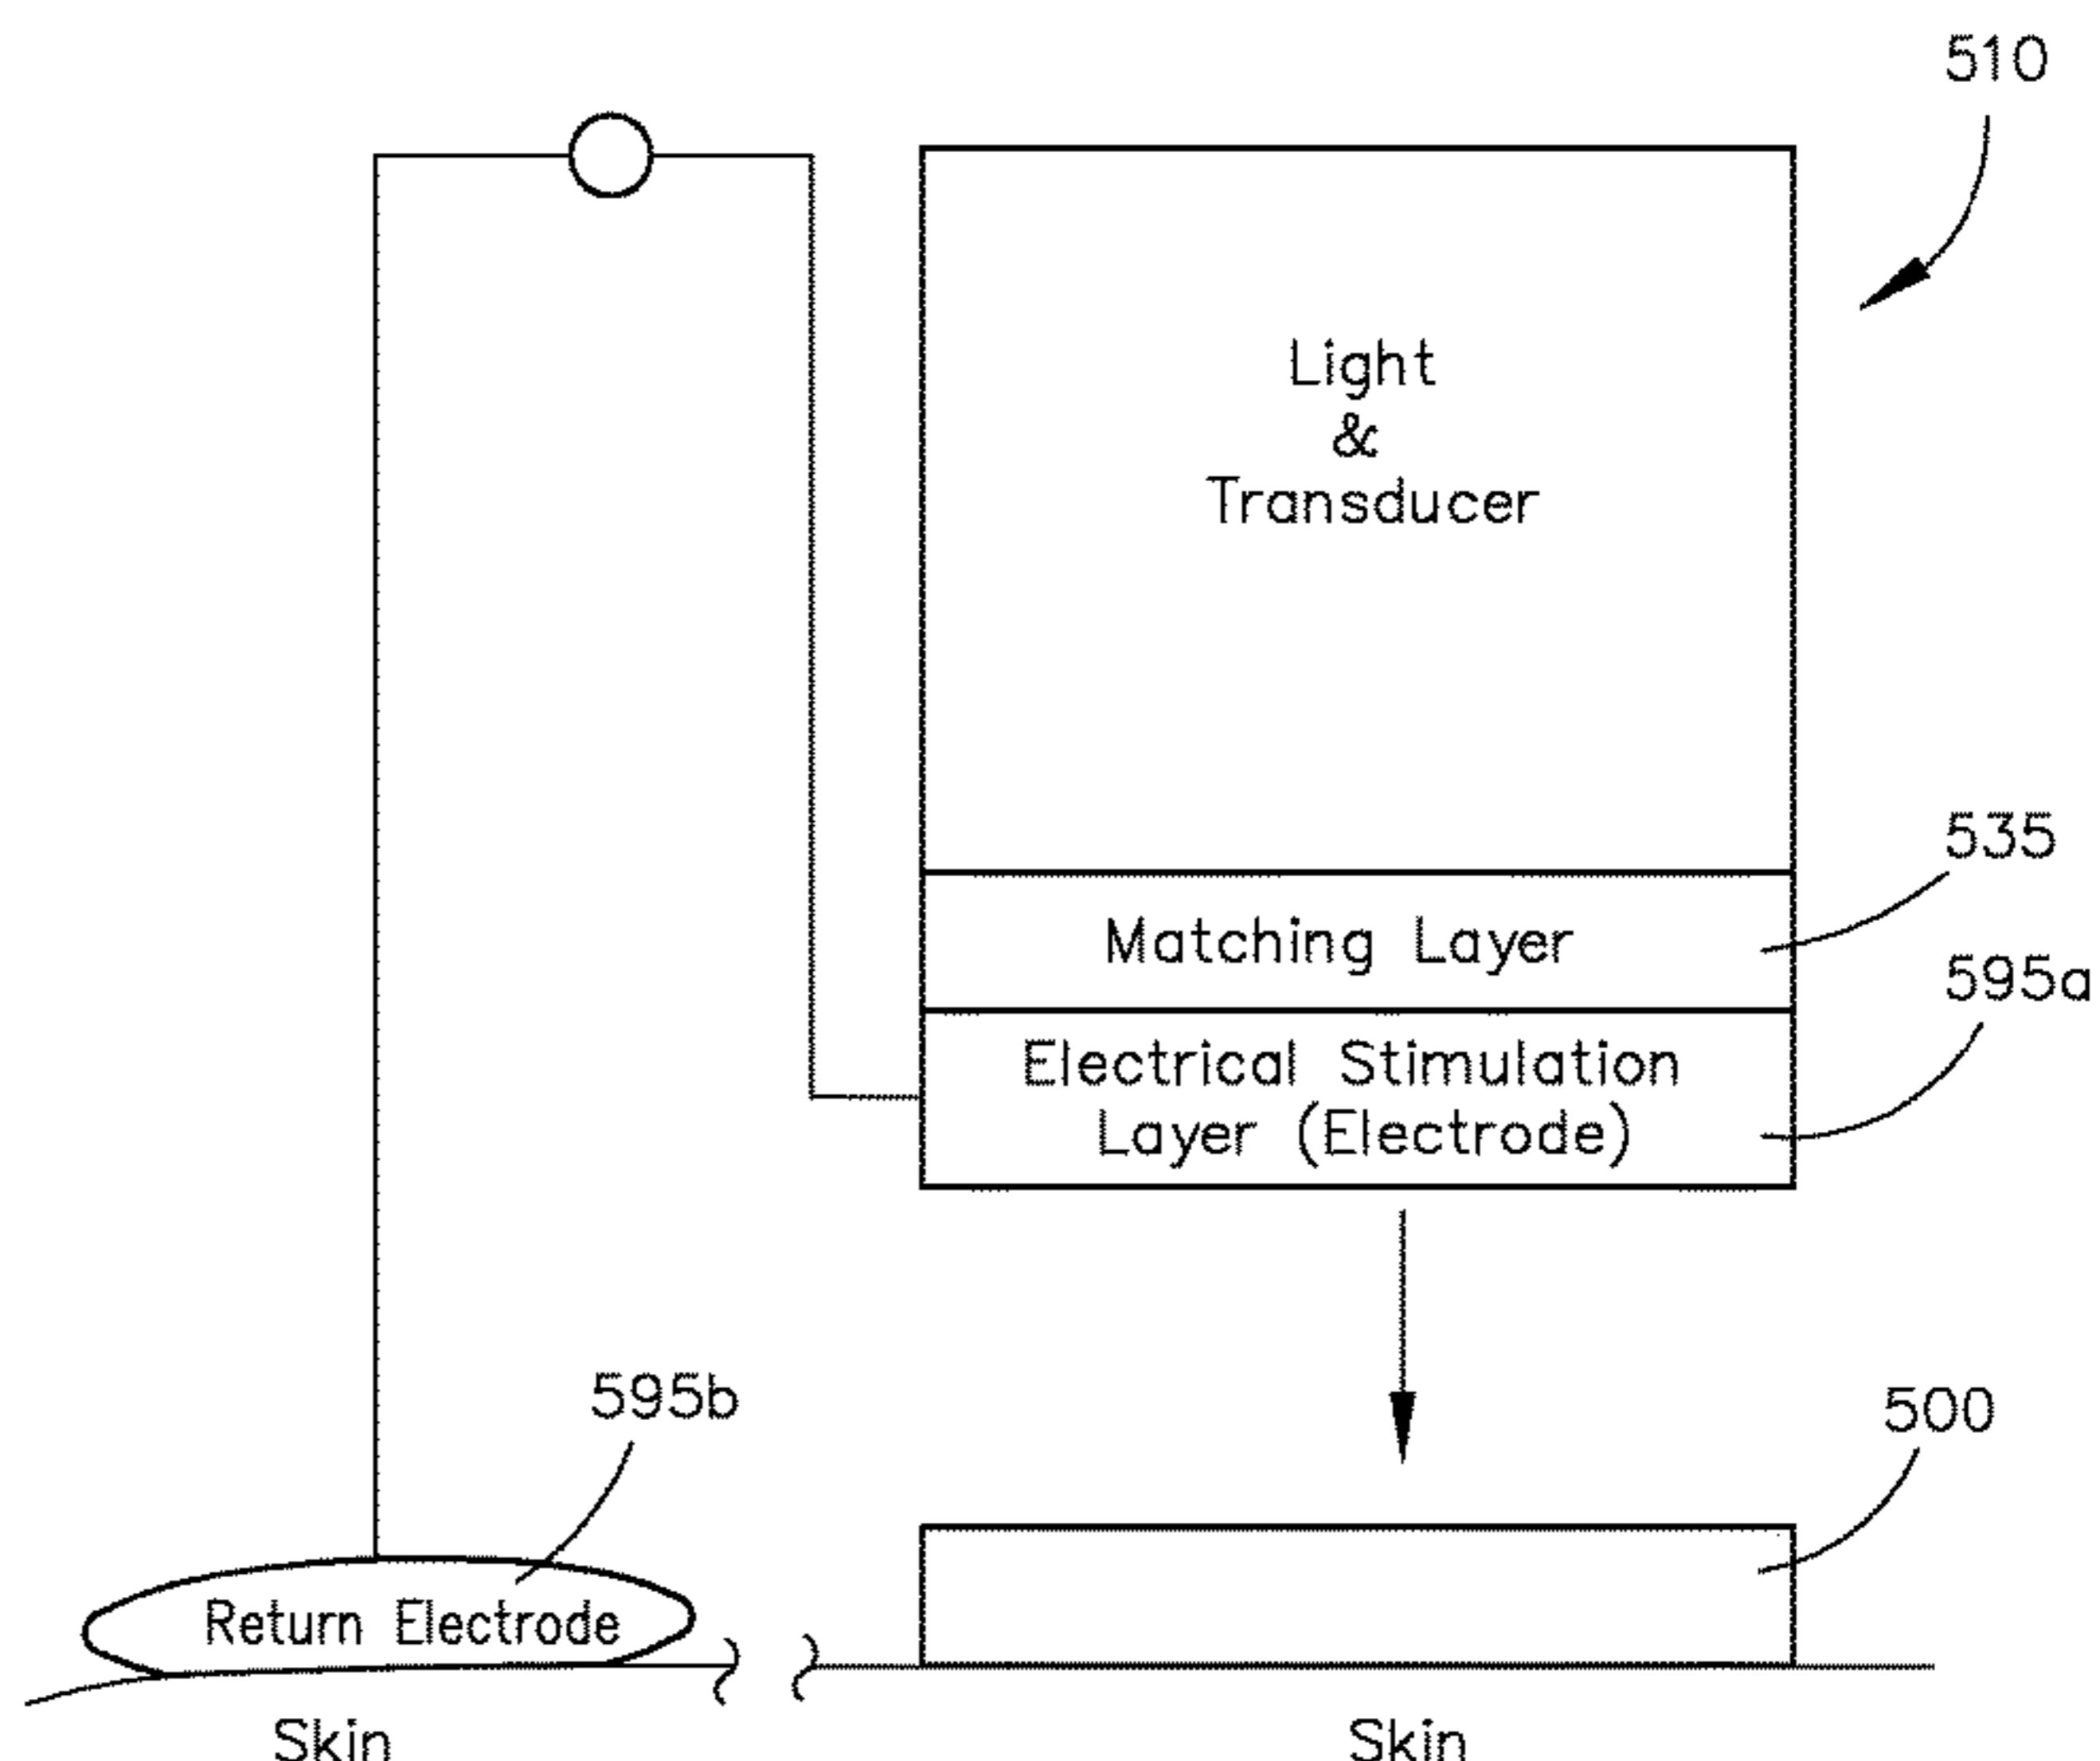 510
Light
&
Transducer
535
Matching Layer
595a
Electrical Stimulation
Layer (Electrode)
595b
500
Return Electrode
Skin
Skin